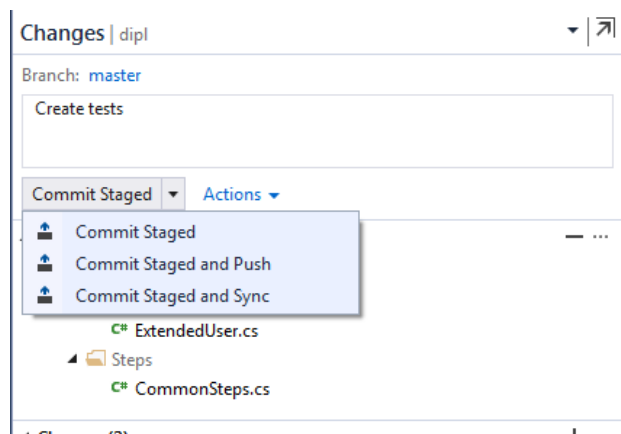 Changes | dipl
Branch: master
Create tests
Commit Staged Actions
Commit Staged
Commit Staged and Push
Commit Staged and Sync
C# ExtendedUser.cs
Steps
C# CommonSteps.cs